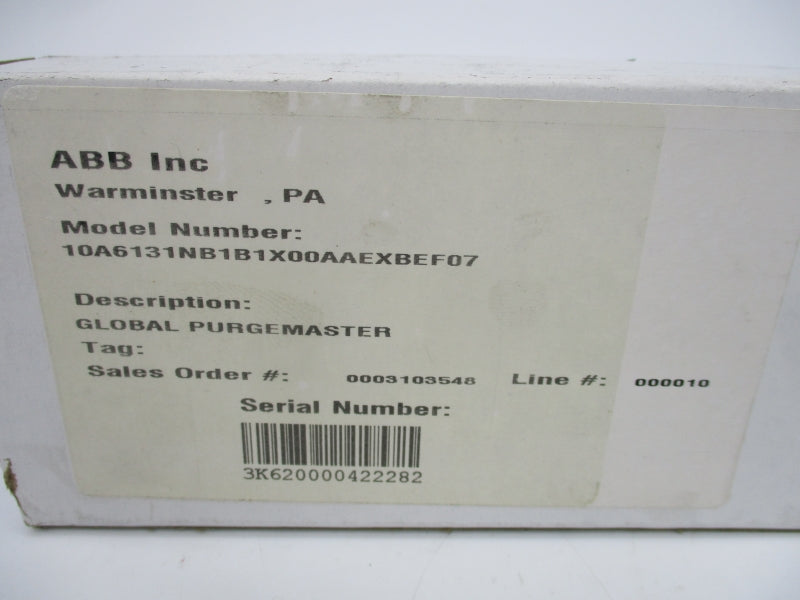 ABB Inc
Warminster , PA
Model Number:
10A6131NB1B1X00AAEXBEF07
Description:
GLOBAL PURGEMASTER
Tag:
Sales Order #: 0003103548 Line #: 000010
Serial Number:
3K620000422282